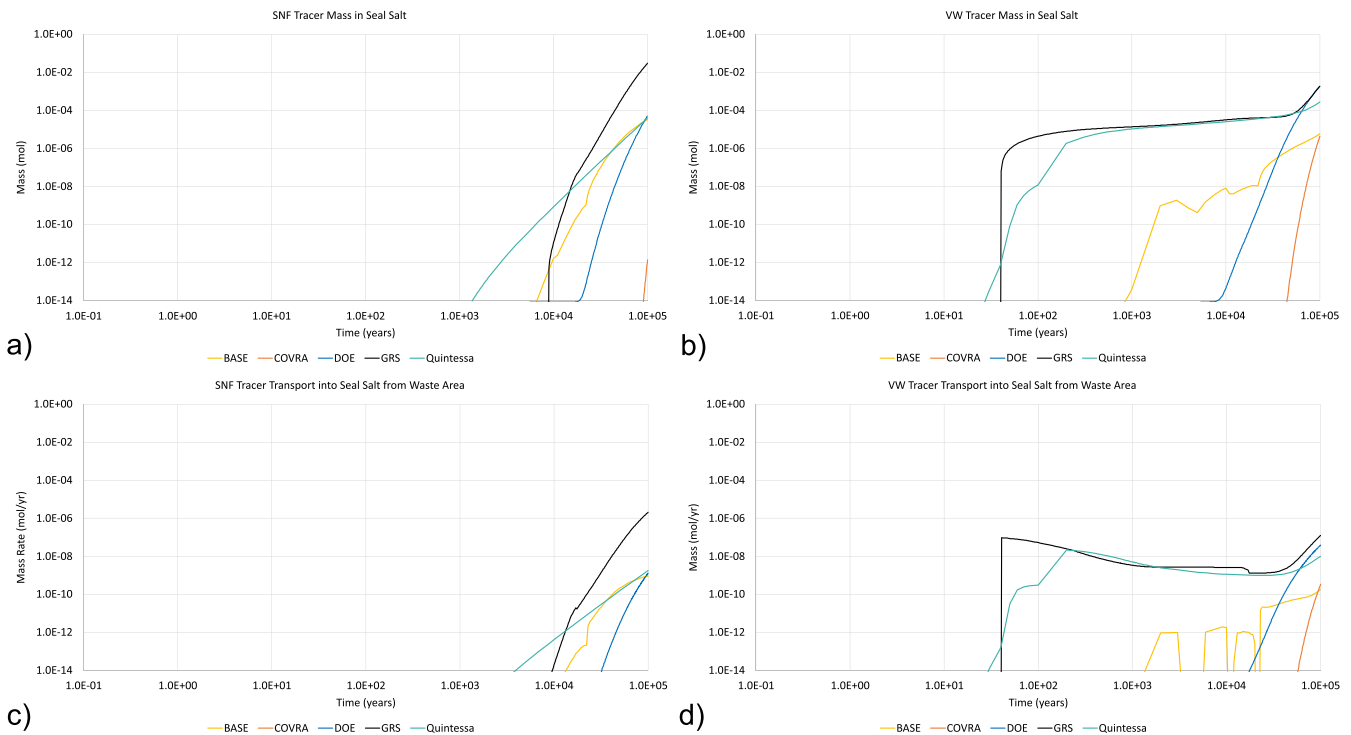 SNF Tracer Mass in Seal Salt
1.0E+00
1.0E-02
1.0E-04
1.0E-06
1.0E-08
1.0E-10
1.0E-12
1.0E-14
Mass (mol)
1.0E-01 1.0E+00 1.0E+01 1.0E+02 1.0E+03 1.0E+04 1.0E+05
Time (years)
a)
BASE COVRA DOE GRS Quintessa
VW Tracer Mass in Seal Salt
1.0E+00
1.0E-02
1.0E-04
1.0E-06
1.0E-08
1.0E-10
1.0E-12
1.0E-14
Mass (mol)
1.0E-01 1.0E+00 1.0E+01 1.0E+02 1.0E+03 1.0E+04 1.0E+05
Time (years)
b)
BASE COVRA DOE GRS Quintessa
SNF Tracer Transport into Seal Salt from Waste Area
1.0E+00
1.0E-02
1.0E-04
1.0E-06
1.0E-08
1.0E-10
1.0E-12
1.0E-14
Mass Rate (mol/yr)
1.0E-01 1.0E+00 1.0E+01 1.0E+02 1.0E+03 1.0E+04 1.0E+05
Time (years)
c)
BASE COVRA DOE GRS Quintessa
VW Tracer Transport into Seal Salt from Waste Area
1.0E+00
1.0E-02
1.0E-04
1.0E-06
1.0E-08
1.0E-10
1.0E-12
1.0E-14
Mass (mol/yr)
1.0E-01 1.0E+00 1.0E+01 1.0E+02 1.0E+03 1.0E+04 1.0E+05
Time (years)
d)
BASE COVRA DOE GRS Quintessa